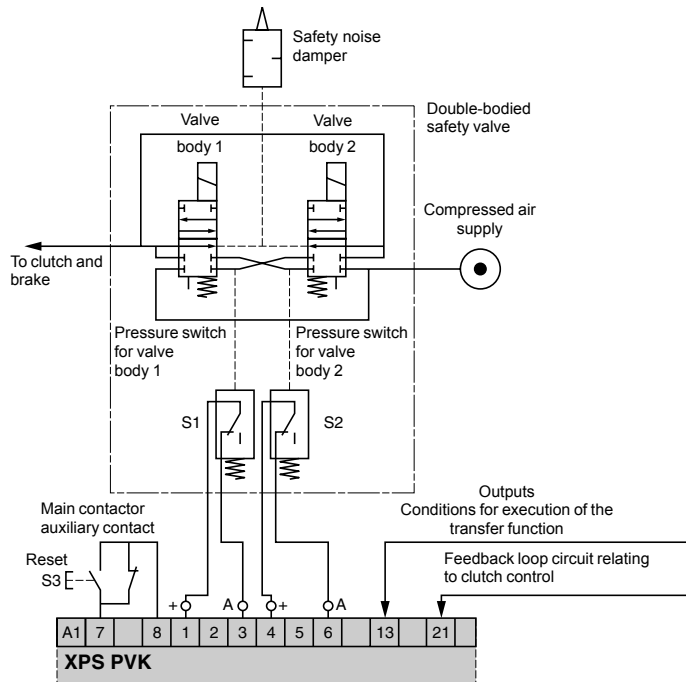 Safety noise
damper
Double-bodied
safety valve
Valve
body 1
Valve
body 2
Compressed air
supply
To clutch and
brake
Pressure switch
for valve
body 1
Pressure switch
for valve
body 2
S1
S2
Outputs
Conditions for execution of the
transfer function
Main contactor
auxiliary contact
Feedback loop circuit relating
to clutch control
Reset
S3
+ A + A
A1 7 8 1 2 3 4 5 6 13 21
XPS PVK